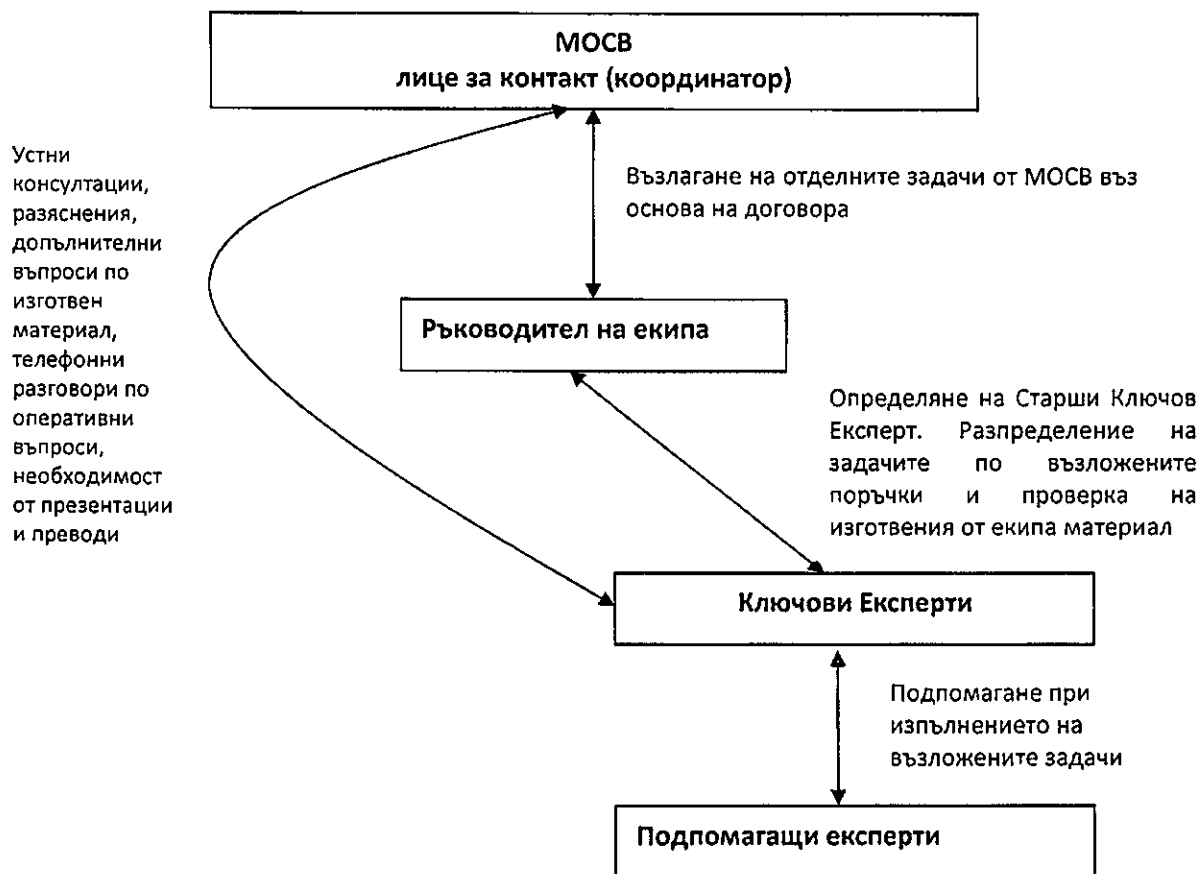 МОСВ
лице за контакт (координатор)
Устни
консултации,
разяснения,
допълнителни
въпроси по
изготвен
материал,
телефонни
разговори по
оперативни
въпроси,
необходимост
от презентации
и преводи
Възлагане на отделните задачи от МОСВ въз
основа на договора
Ръководител на екипа
Определяне на Старши Ключов
Експерт. Разпределение на
задачите по възложените
поръчки и проверка на
изготвения от екипа материал
Ключови Експерти
Подпомагане при
изпълнението на
възложените задачи
Подпомагащи експерти